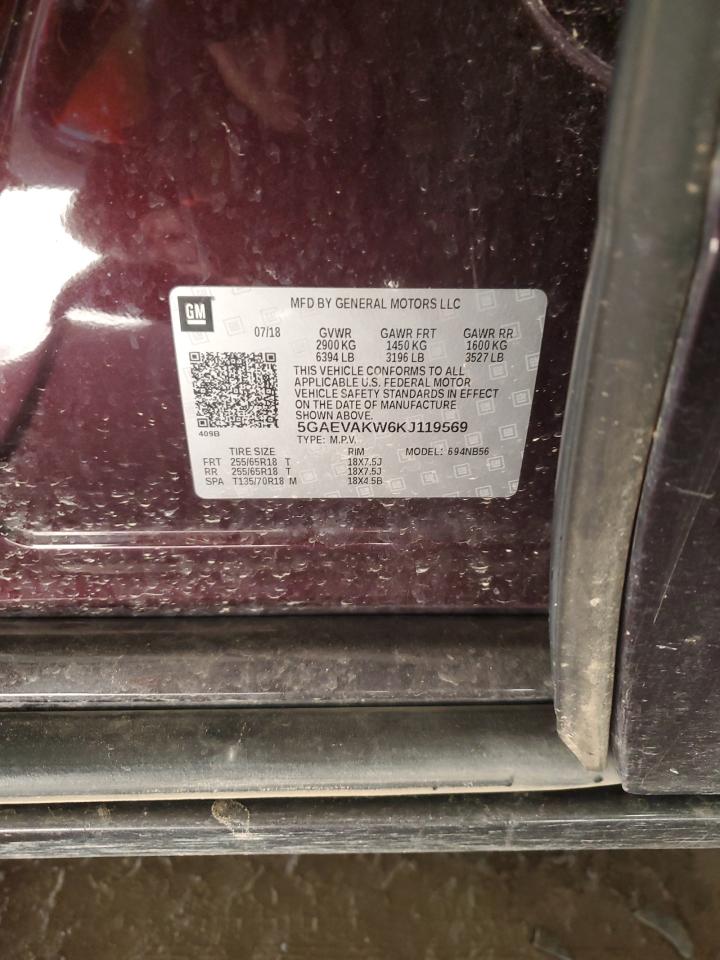 GM
MFD BY GENERAL MOTORS LLC
07/18 GVWR GAWR FRT GAWR RR
2900 KG 1450 KG 1600 KG
6394 LB 3196 LB 3527 LB
THIS VEHICLE CONFORMS TO ALL
APPLICABLE U.S. FEDERAL MOTOR
VEHICLE SAFETY STANDARDS IN EFFECT
ON THE DATE OF MANUFACTURE
SHOWN ABOVE.
409B
5GAEVAKW6KJ119569
TYPE: M.P.V.
TIRE SIZE RIM MODEL: 694NB56
FRT 255/65R18 T 18X7.5J
RR 255/65R18 T 18X7.5J
SPA T135/70R18 M 18X4.5B